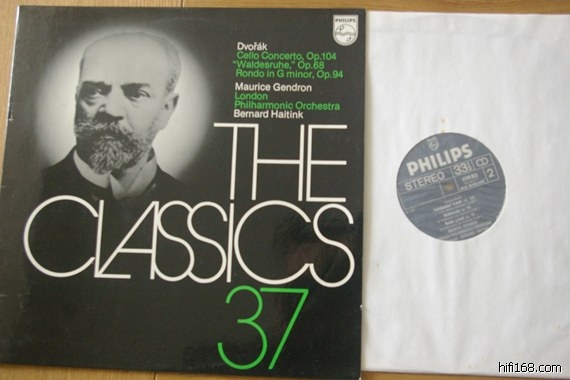 PHILIPS
Dvořák
Cello Concerto, Op.104
"Waldesruhe," Op.68
Rondo in G minor, Op.94
Maurice Gendron
London
Philharmonic Orchestra
Bernard Haitink
THE
CLASSiCS
37
PHILIPS
STEREO 33
2
hifi168.com